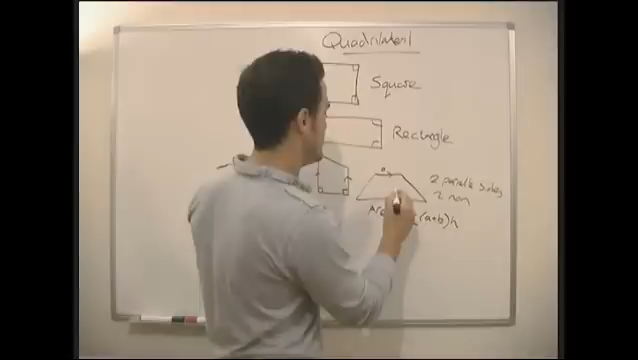 Quadrilateral
Square
Rectangle
a
2 parallel sides
2 non
(a+b)h